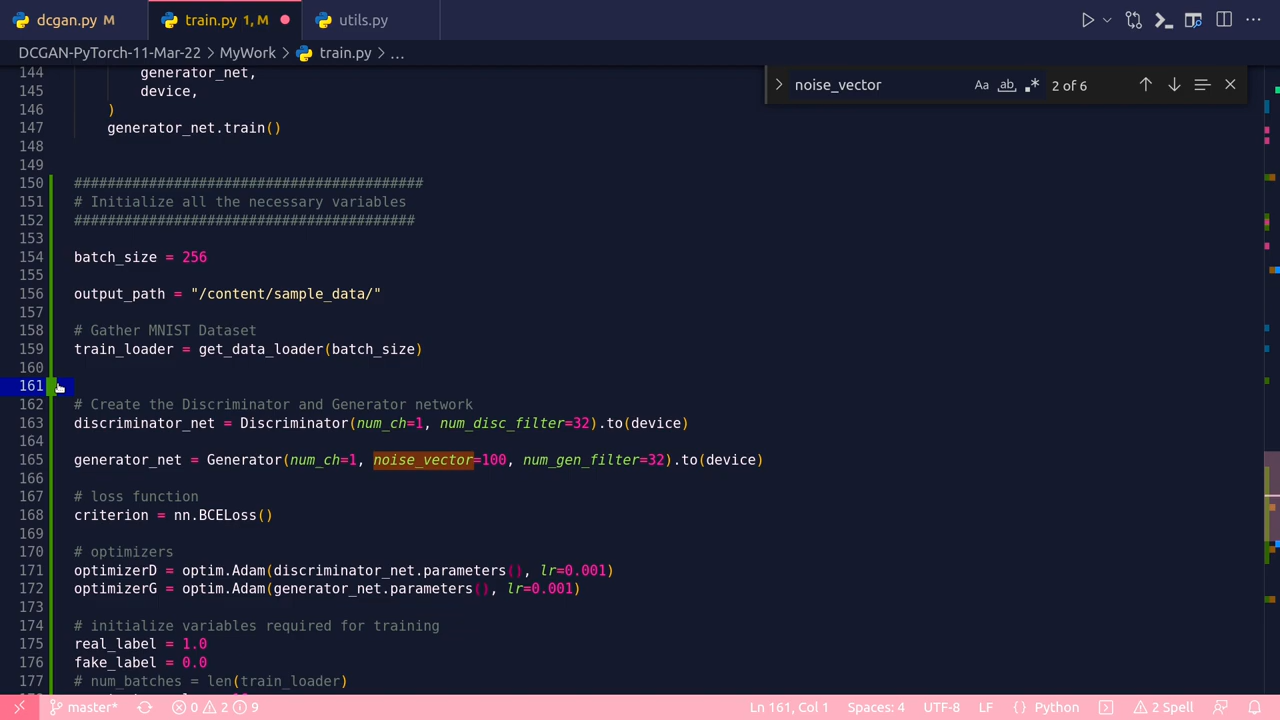 dcgan.py M train.py 1, M utils.py
DCGAN-PyTorch-11-Mar-22 > MyWork > train.py > ...
noise_vector Aa ab .* 2 of 6
144 generator_net,
145 device,
146 )
147 generator_net.train()
148
149
150 ##########################################
151 # Initialize all the necessary variables
152 #########################################
153
154 batch_size = 256
155
156 output_path = "/content/sample_data/"
157
158 # Gather MNIST Dataset
159 train_loader = get_data_loader(batch_size)
160
161
162 # Create the Discriminator and Generator network
163 discriminator_net = Discriminator(num_ch=1, num_disc_filter=32).to(device)
164
165 generator_net = Generator(num_ch=1, noise_vector=100, num_gen_filter=32).to(device)
166
167 # loss function
168 criterion = nn.BCELoss()
169
170 # optimizers
171 optimizerD = optim.Adam(discriminator_net.parameters(), lr=0.001)
172 optimizerG = optim.Adam(generator_net.parameters(), lr=0.001)
173
174 # initialize variables required for training
175 real_label = 1.0
176 fake_label = 0.0
177 # num_batches = len(train_loader)
master* 0 2 9 Ln 161, Col 1 Spaces: 4 UTF-8 LF {} Python 2 Spell